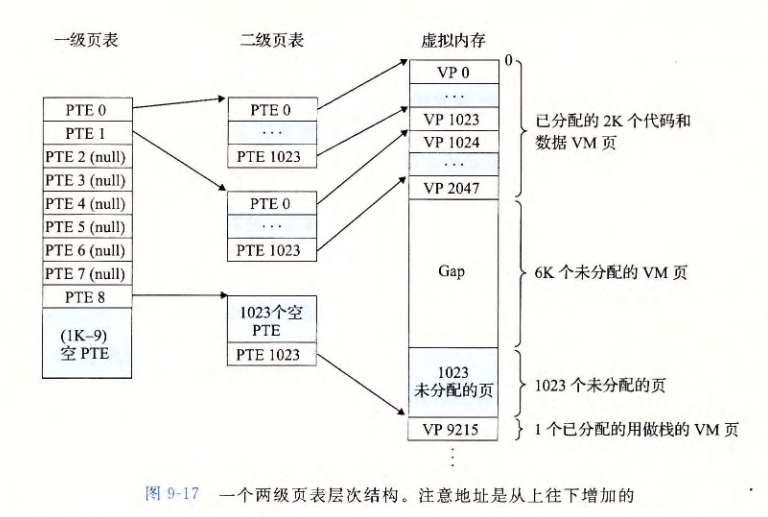 一级页表
二级页表
虚拟内存
PTE 0
PTE 1
PTE 2 (null)
PTE 3 (null)
PTE 4 (null)
PTE 5 (null)
PTE 6 (null)
PTE 7 (null)
PTE 8
(1K–9)
空 PTE
PTE 0
...
PTE 1023
PTE 0
...
PTE 1023
1023个空
PTE
PTE 1023
0
VP 0
...
VP 1023
VP 1024
...
VP 2047
Gap
1023
未分配的页
VP 9215
⋮
已分配的 2K 个代码和
数据 VM 页
6K 个未分配的 VM 页
1023 个未分配的页
1 个已分配的用做栈的 VM 页
图 9-17 一个两级页表层次结构。注意地址是从上往下增加的